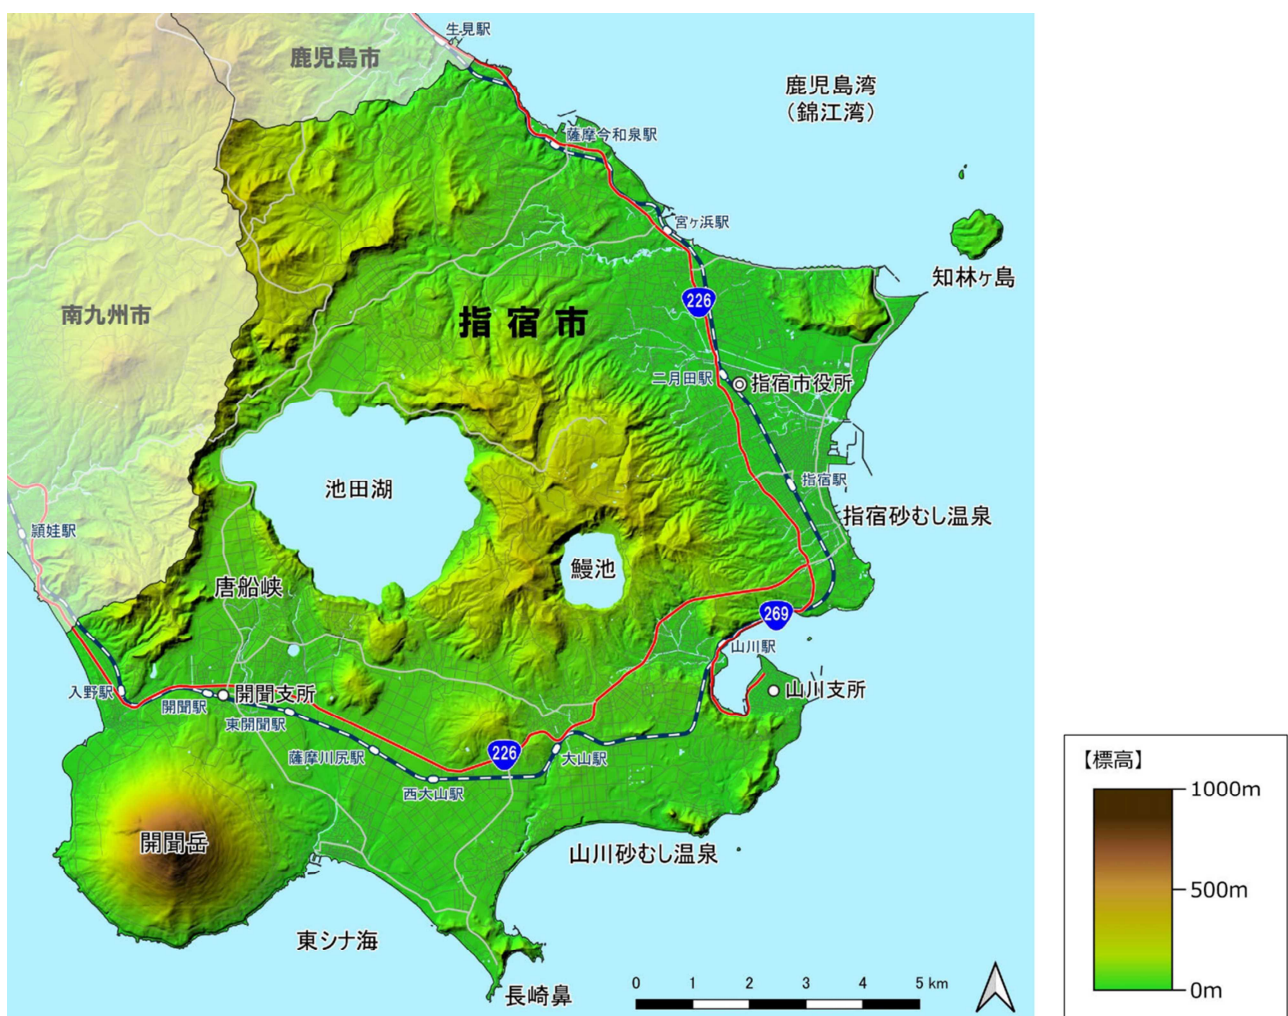 生見駅
鹿児島市
鹿児島湾
(錦江湾)
薩摩今和泉駅
宮ヶ浜駅
知林ヶ島
南九州市
指宿市
226
二月田駅
指宿市役所
池田湖
指宿駅
指宿砂むし温泉
頴娃駅
鰻池
唐船峡
269
山川駅
入野駅
開聞駅
開聞支所
山川支所
東開聞駅
薩摩川尻駅
226
大山駅
西大山駅
【標高】
1000m
500m
0m
開聞岳
山川砂むし温泉
東シナ海
長崎鼻
0 1 2 3 4 5 km